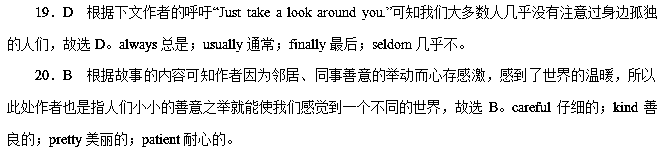 19．D　根据下文作者的呼吁“Just take a look around you.”可知我们大多数人几乎没有注意过身边孤独
的人们，故选 D。always 总是；usually 通常；finally 最后；seldom 几乎不。
20．B　根据故事的内容可知作者因为邻居、同事善意的举动而心存感激，感到了世界的温暖，所以
此处作者也是指人们小小的善意之举就能使我们感觉到一个不同的世界，故选 B。careful 仔细的；kind 善
良的；pretty 美丽的；patient 耐心的。